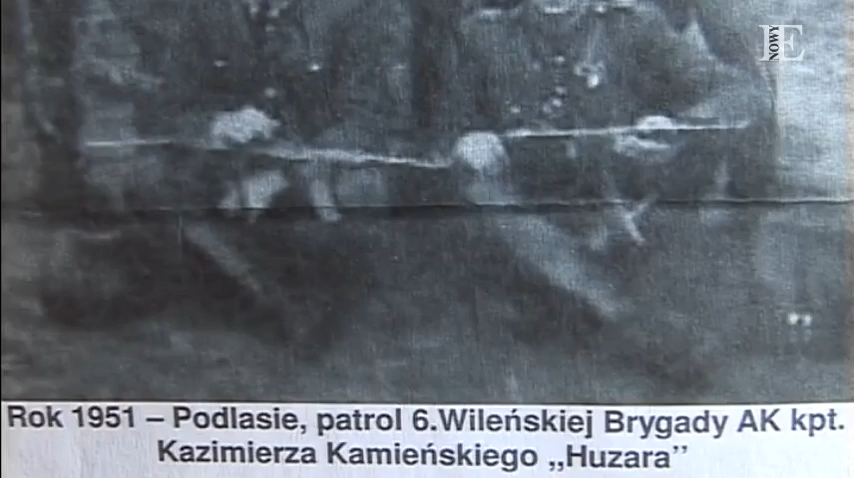 NOWY E
Rok 1951 – Podlasie, patrol 6.Wileńskiej Brygady AK kpt.
Kazimierza Kamieńskiego „Huzara”